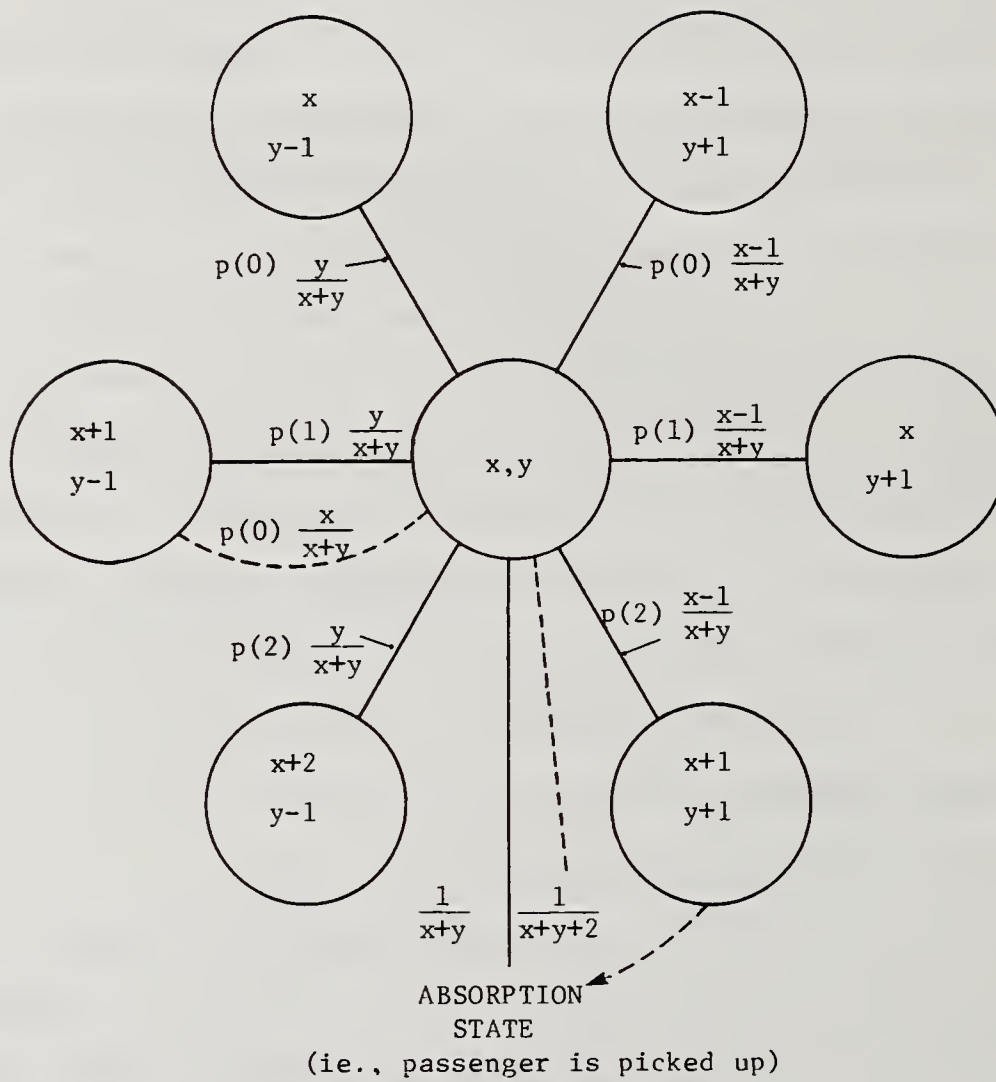 x
y-1
x-1
y+1
p(0) y/x+y
p(0) x-1/x+y
x+1
y-1
p(1) y/x+y
x,y
p(1) x-1/x+y
x
y+1
p(0) x/x+y
p(2) y/x+y
p(2) x-1/x+y
x+2
y-1
x+1
y+1
1/x+y
1/x+y+2
ABSORPTION
STATE
(ie., passenger is picked up)